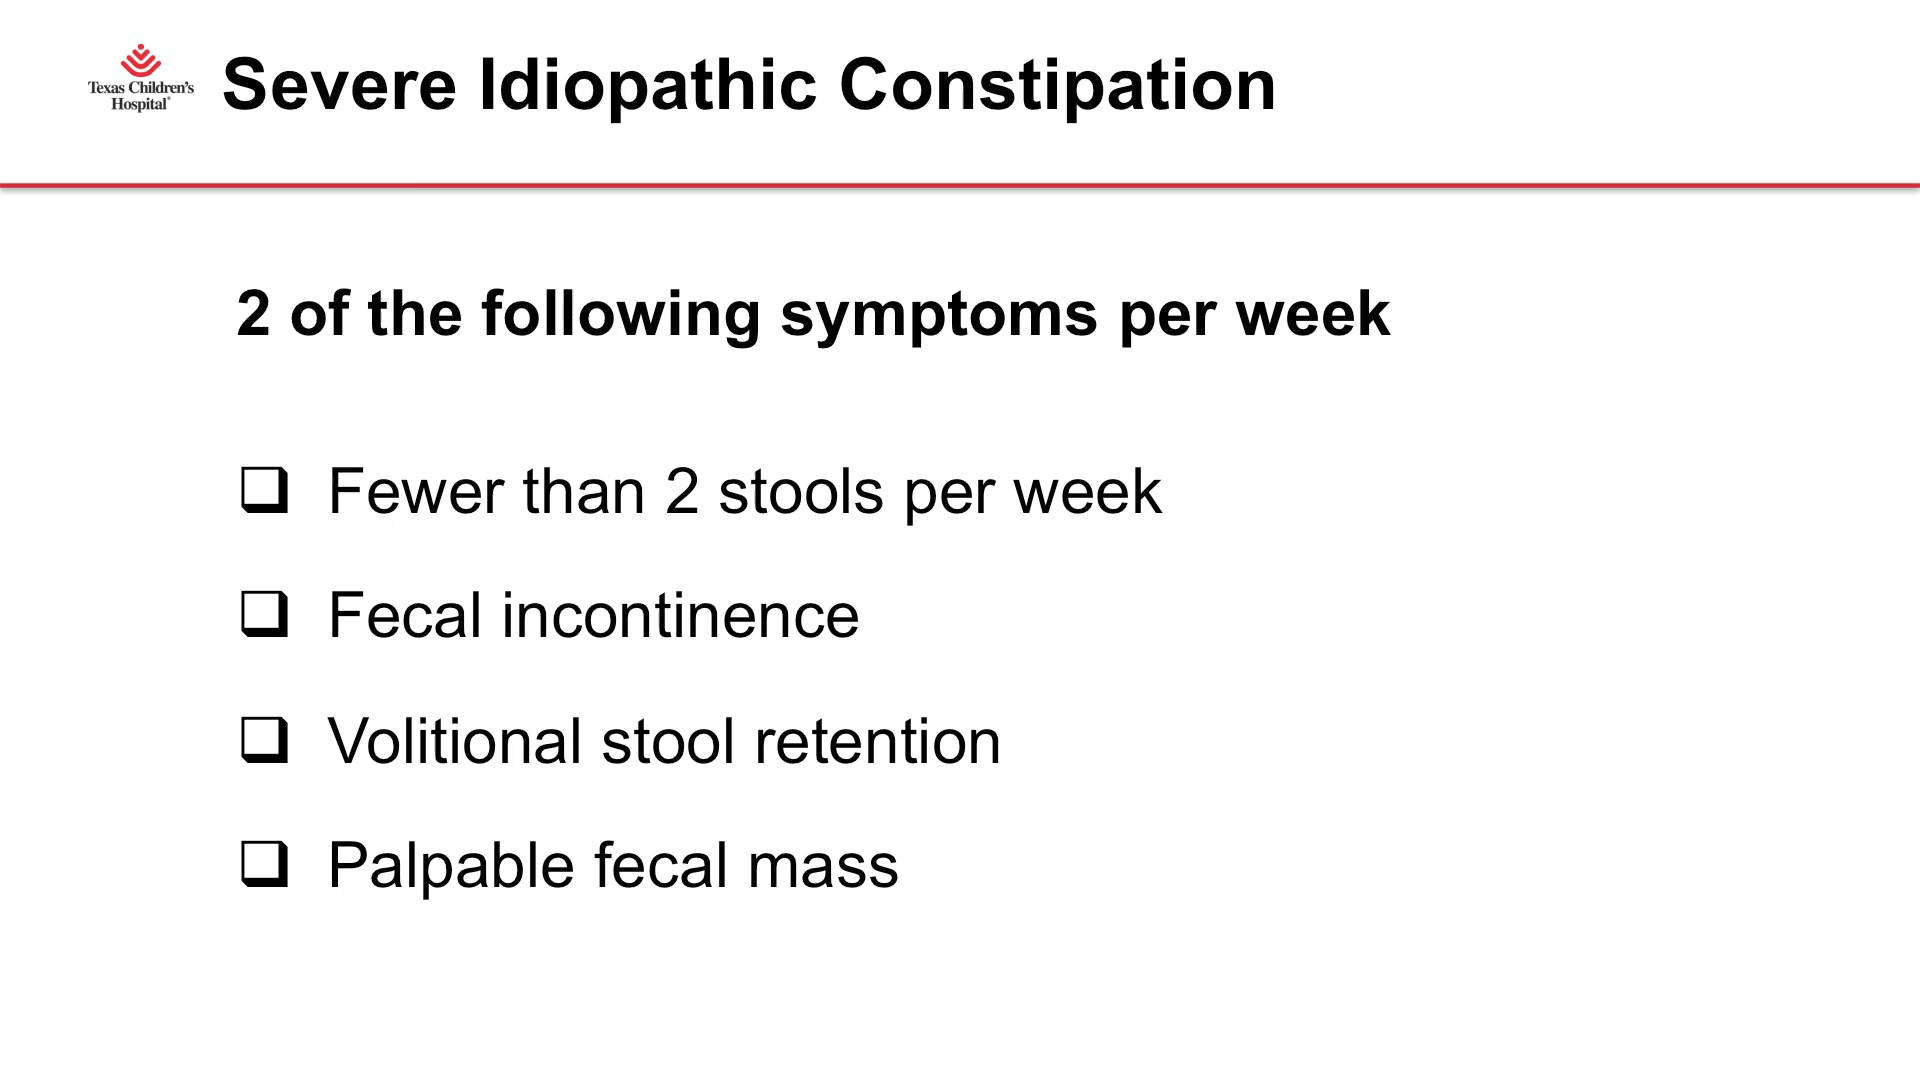 Texas Children's
Hospital®
Severe Idiopathic Constipation
2 of the following symptoms per week
❑ Fewer than 2 stools per week
❑ Fecal incontinence
❑ Volitional stool retention
❑ Palpable fecal mass